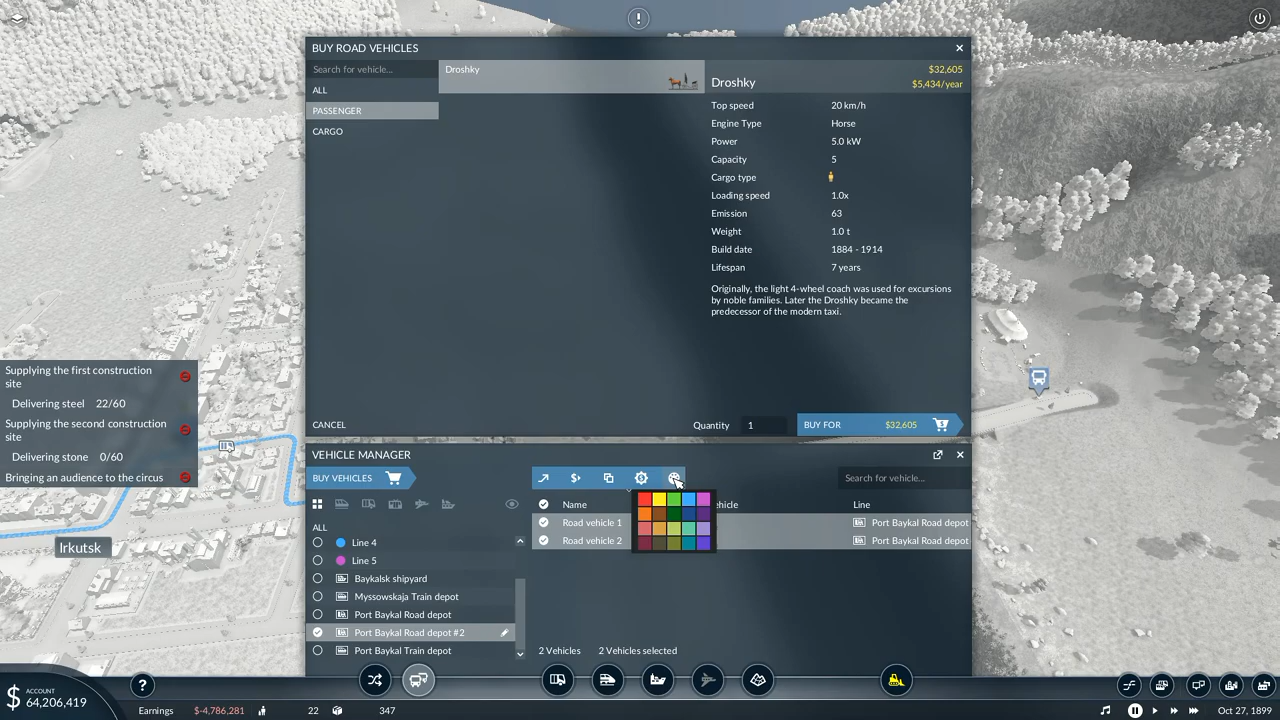 BUY ROAD VEHICLES
Search for vehicle...
ALL
PASSENGER
CARGO
Droshky
Droshky
$32,605
$5,434/year
Top speed 20 km/h
Engine Type Horse
Power 5.0 kW
Capacity 5
Cargo type
Loading speed 1.0x
Emission 63
Weight 1.0 t
Build date 1884 - 1914
Lifespan 7 years
Originally, the light 4-wheel coach was used for excursions
by noble families. Later the Droshky became the
predecessor of the modern taxi.
CANCEL
Quantity 1
BUY FOR $32,605
Supplying the first construction
site
Delivering steel 22/60
Supplying the second construction
site
Delivering stone 0/60
Bringing an audience to the circus
Irkutsk
VEHICLE MANAGER
BUY VEHICLES
Search for vehicle...
ALL
Line 4
Line 5
Baykalsk shipyard
Myssowskaja Train depot
Port Baykal Road depot
Port Baykal Road depot #2
Port Baykal Train depot
Name ehicle Line
Road vehicle 1 Port Baykal Road depot
Road vehicle 2 Port Baykal Road depot
2 Vehicles 2 Vehicles selected
$ ACCOUNT
64,206,419
?
Earnings $-4,786,281 22 347
Oct 27, 1899